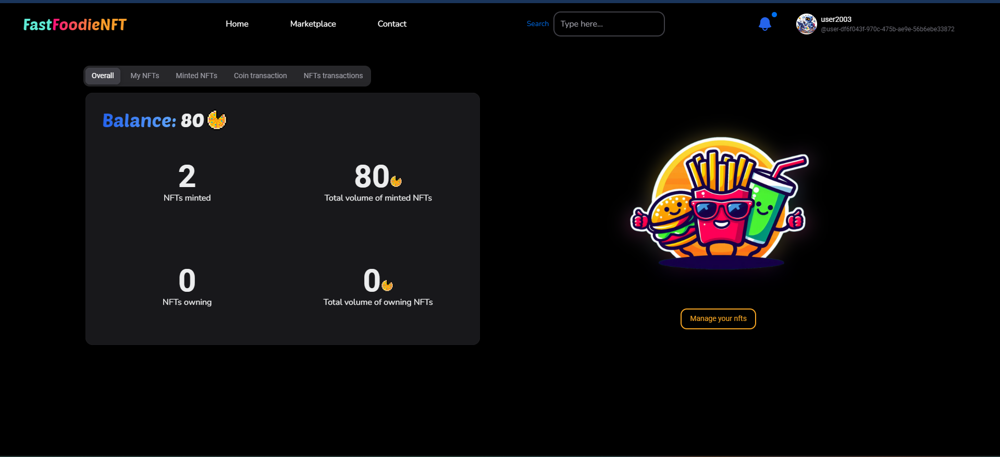 FastFoodieNFT
Home
Marketplace
Contact
Search
Type here...
user2003
@user-df6f043f-970c-475b-ae9e-56b6ebe33872
Overall
My NFTs
Minted NFTs
Coin transaction
NFTs transactions
Balance: 80
2
NFTs minted
80
Total volume of minted NFTs
0
NFTs owning
0
Total volume of owning NFTs
Manage your nfts